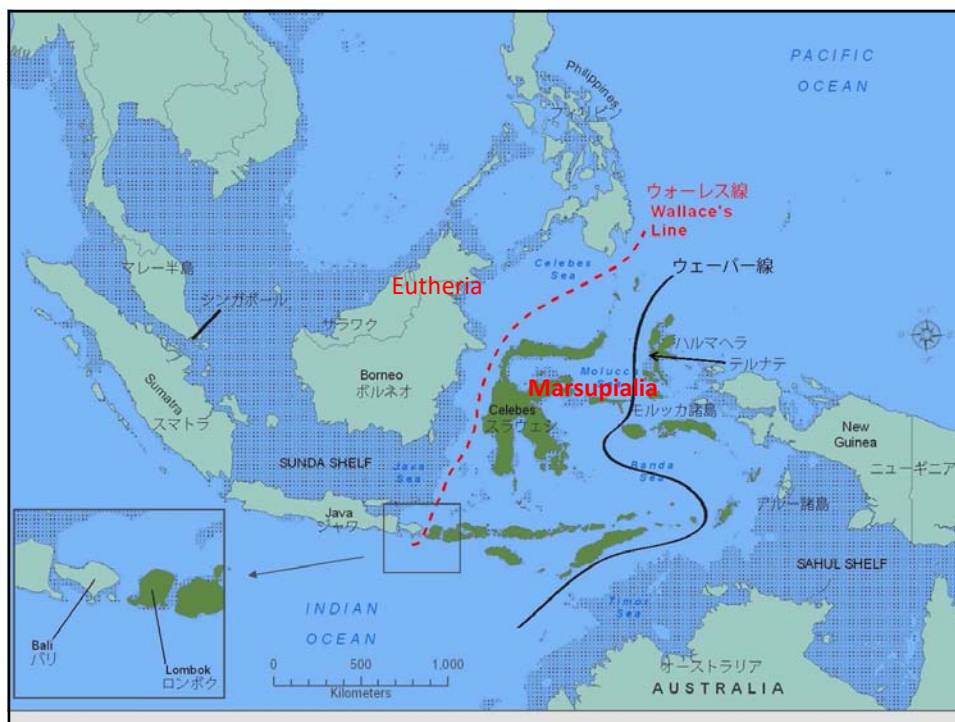 PACIFIC
OCEAN
Philippines
フィリピン
ウォーレス線
Wallace's
Line
Celebes
Sea
ウェーバー線
マレー半島
Eutheria
シンガポール
サラワク
ハルマヘラ
テルナテ
Borneo
ボルネオ
Molucca
Marsupialia
モルッカ諸島
Sumatra
スマトラ
Celebes
スラウェシ
New
Guinea
ニューギニア
SUNDA SHELF
Java
Sea
Banda
Sea
アルー諸島
Java
ジャワ
SAHUL SHELF
INDIAN
OCEAN
Timor
Sea
Bali
バリ
Lombok
ロンボク
0 500 1,000
Kilometers
オーストラリア
AUSTRALIA